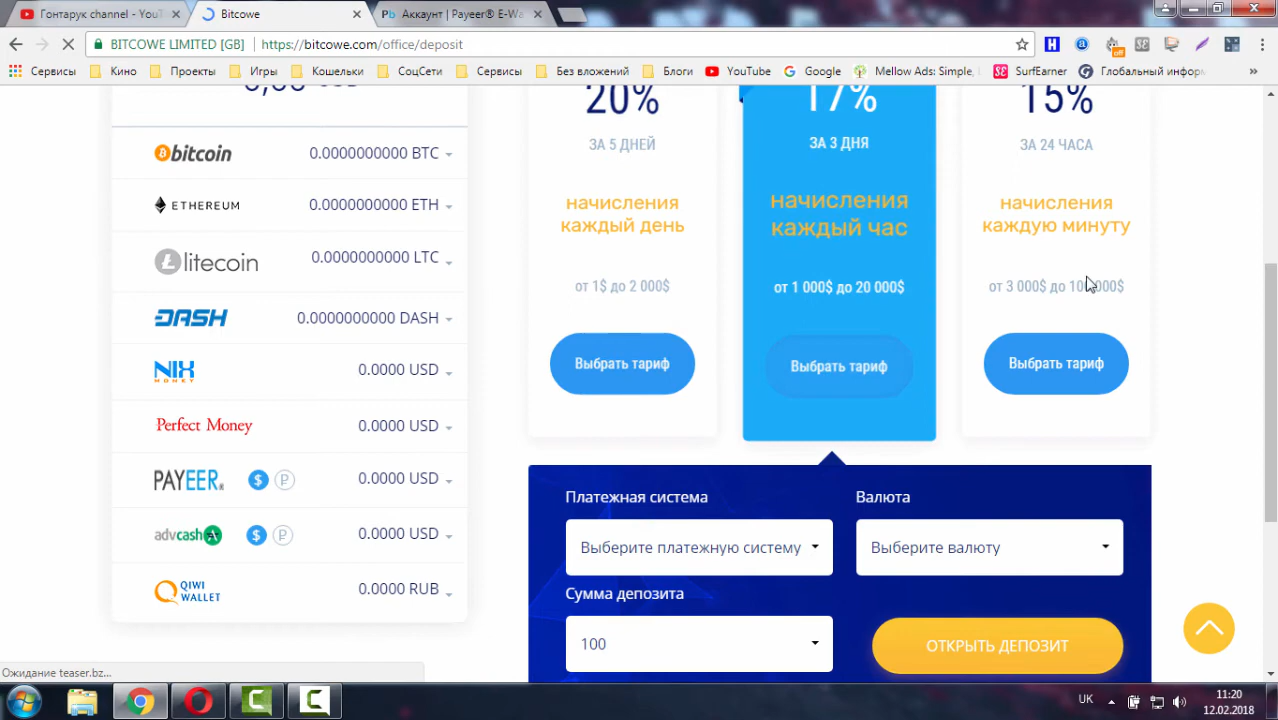 Гонтарук channel - YouTu
Bitcowe
Аккаунт | Payeer® E-Wa
BITCOWE LIMITED [GB]
https://bitcowe.com/office/deposit
Сервисы
Кино
Проекты
Игры
Кошельки
СоцСети
Сервисы
Без вложений
Блоги
YouTube
Google
Mellow Ads: Simple,
SurfEarner
Глобальный инфор
20%
17%
15%
ЗА 5 ДНЕЙ
ЗА 3 ДНЯ
ЗА 24 ЧАСА
начисления
каждый день
начисления
каждый час
начисления
каждую минуту
от 1$ до 2 000$
от 1 000$ до 20 000$
от 3 000$ до
Выбрать тариф
Выбрать тариф
Выбрать тариф
bitcoin 0.0000000000 BTC
ETHEREUM 0.0000000000 ETH
litecoin 0.0000000000 LTC
DASH 0.0000000000 DASH
NIX MONEY 0.0000 USD
Perfect Money 0.0000 USD
PAYEER $ ₽ 0.0000 USD
advcash $ ₽ 0.0000 USD
QIWI WALLET 0.0000 RUB
Платежная система
Валюта
Выберите платежную систему
Выберите валюту
Сумма депозита
100
ОТКРЫТЬ ДЕПОЗИТ
Ожидание teaser.bz...
UK
11:20
12.02.2018